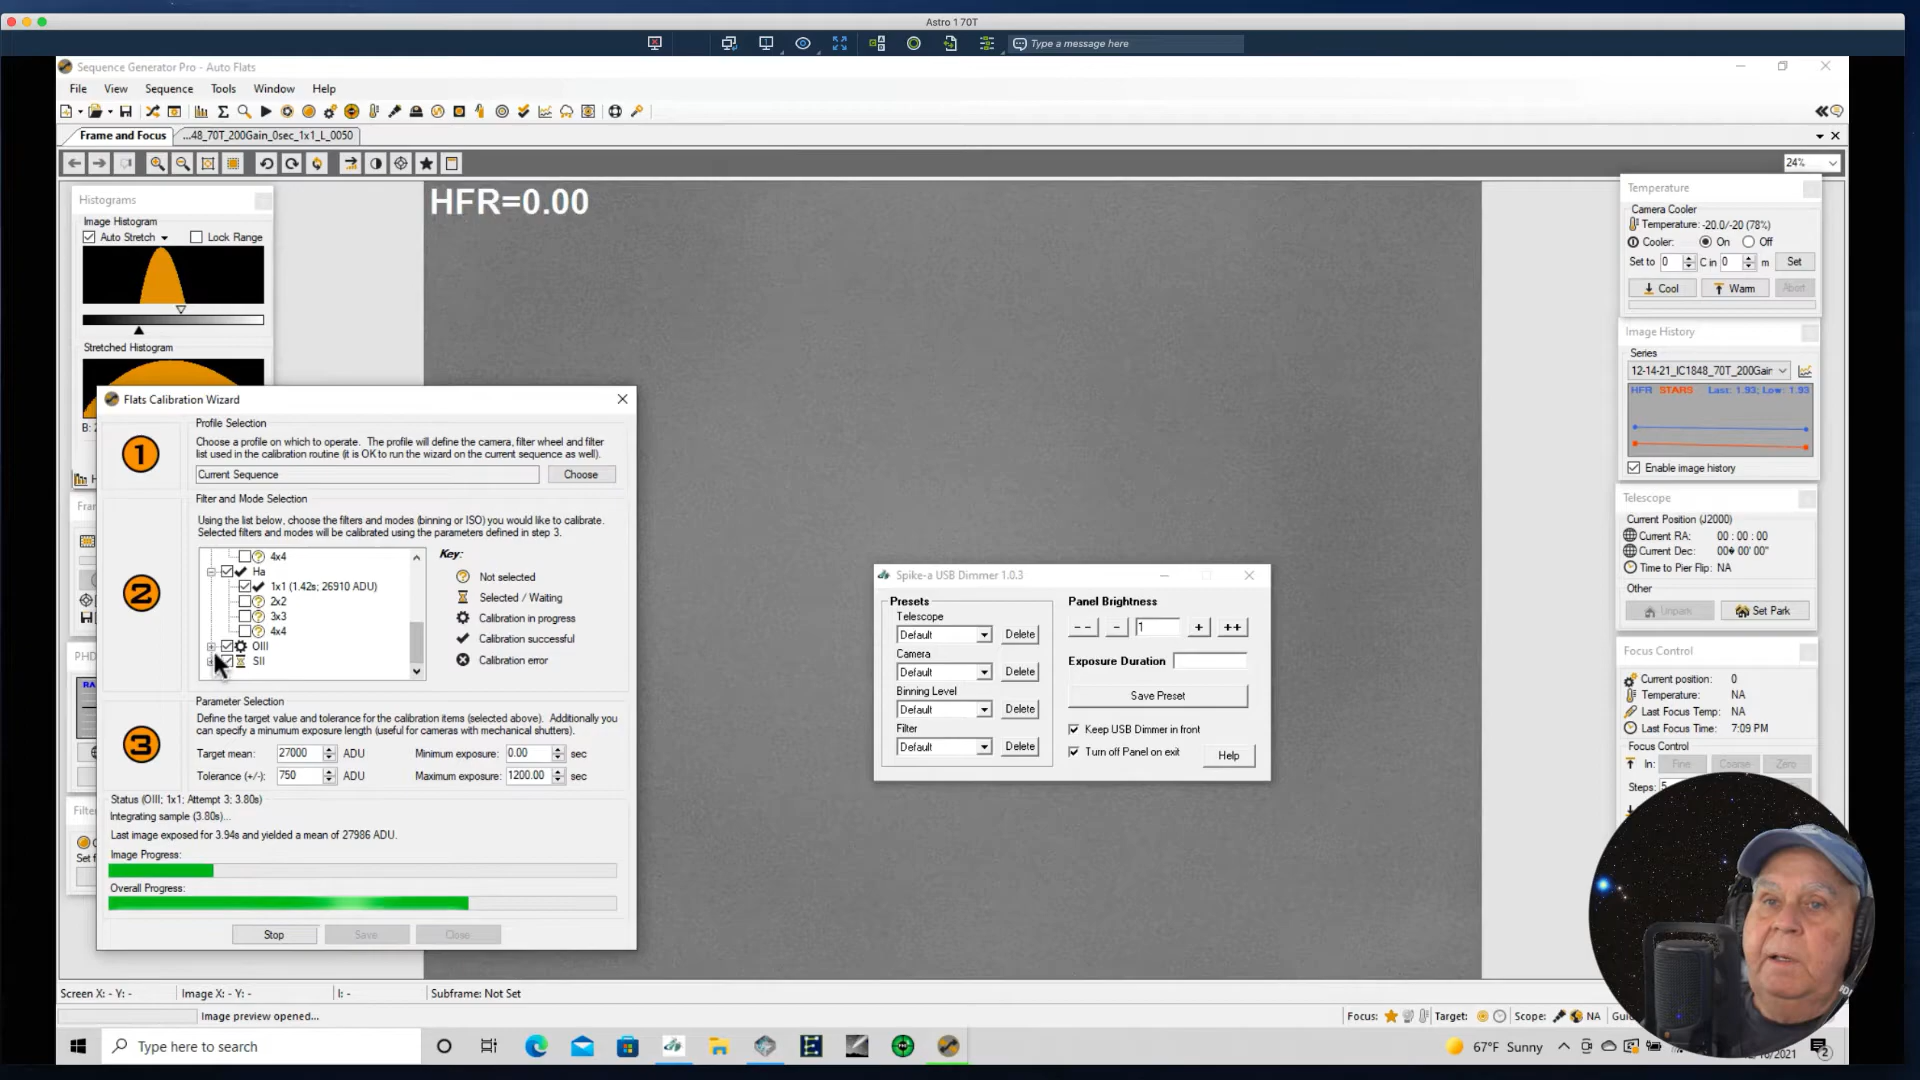 Astro 1 70T
Type a message here
Sequence Generator Pro - Auto Flats
File View Sequence Tools Window Help
Frame and Focus ...48_70T_200Gain_0sec_1x1_L_0050
24%
HFR=0.00
Histograms
Image Histogram
Auto Stretch Lock Range
Stretched Histogram
Flats Calibration Wizard
1
Profile Selection
Choose a profile on which to operate. The profile will define the camera, filter wheel and filter
list used in the calibration routine (it is OK to run the wizard on the current sequence as well).
Current Sequence Choose
2
Filter and Mode Selection
Using the list below, choose the filters and modes (binning or ISO) you would like to calibrate.
Selected filters and modes will be calibrated using the parameters defined in step 3.
4x4
Ha
1x1 (1.42s; 26910 ADU)
2x2
3x3
4x4
OIII
SII
Key:
Not selected
Selected / Waiting
Calibration in progress
Calibration successful
Calibration error
3
Parameter Selection
Define the target value and tolerance for the calibration items (selected above). Additionally you
can specify a minumum exposure length (useful for cameras with mechanical shutters).
Target mean: 27000 ADU Minimum exposure: 0.00 sec
Tolerance (+/-): 750 ADU Maximum exposure: 1200.00 sec
Status (OIII; 1x1; Attempt 3; 3.80s)
Integrating sample (3.80s)...
Last image exposed for 3.94s and yielded a mean of 27986 ADU.
Image Progress:
Overall Progress:
Stop Save Close
Spike-a USB Dimmer 1.0.3
Presets
Telescope
Default Delete
Camera
Default Delete
Binning Level
Default Delete
Filter
Default Delete
Panel Brightness
-- - 1 + ++
Exposure Duration
Save Preset
Keep USB Dimmer in front
Turn off Panel on exit
Help
Temperature
Camera Cooler
Temperature: -20.0/-20 (78%)
Cooler: On Off
Set to 0 C in 0 m Set
Cool Warm Abort
Image History
Series
12-14-21_IC1848_70T_200Gair
HFR STARS Last: 1.93; Low: 1.93
Enable image history
Telescope
Current Position (J2000)
Current RA: 00 : 00 : 00
Current Dec: 00� 00' 00"
Time to Pier Flip: NA
Other
Unpark Set Park
Focus Control
Current position: 0
Temperature: NA
Last Focus Temp: NA
Last Focus Time: 7:09 PM
Focus Control
In: Fine Coarse Zero
Steps: 5
Screen X: - Y: - Image X: - Y: - I: - Subframe: Not Set
Image preview opened... Focus: Target: Scope: NA
Type here to search
67°F Sunny
2